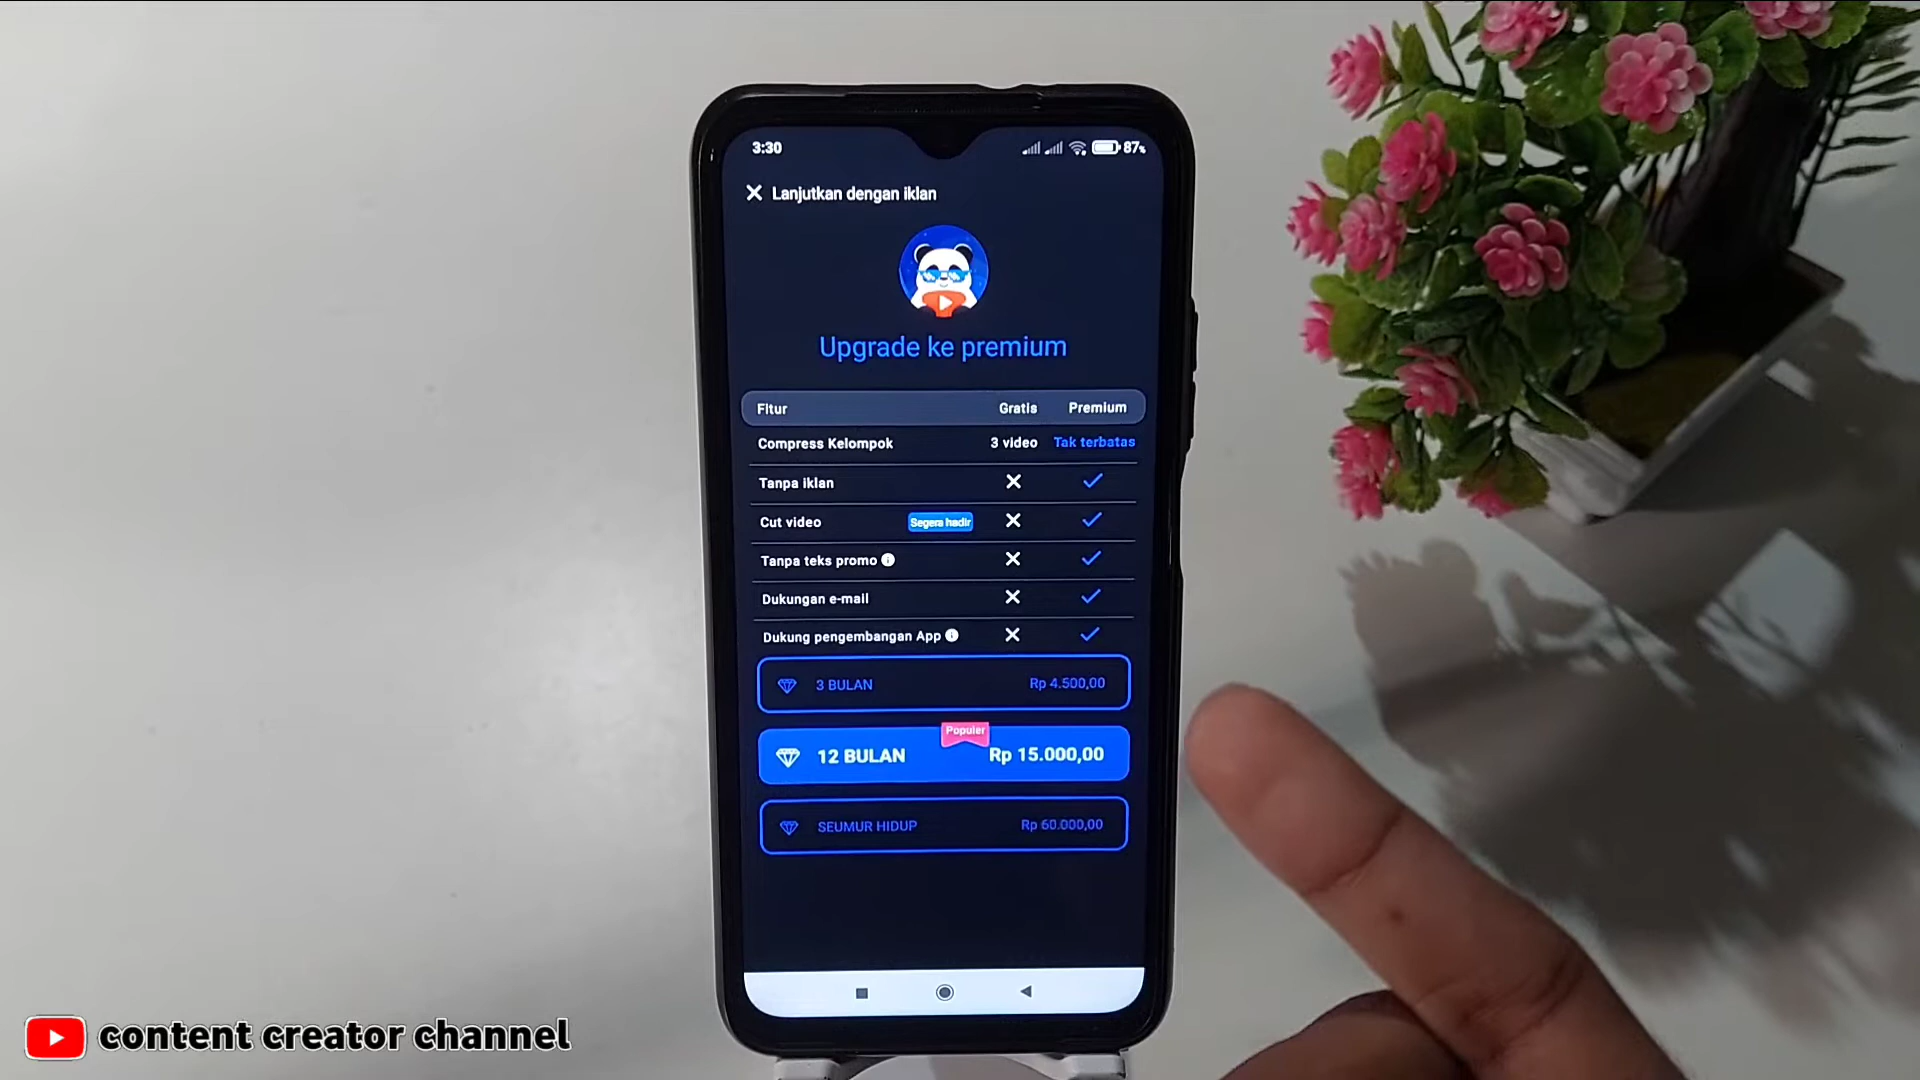 3:30
87%
Lanjutkan dengan iklan
Upgrade ke premium
Fitur Gratis Premium
Compress Kelompok 3 video Tak terbatas
Tanpa iklan
Cut video Segera hadir
Tanpa teks promo
Dukungan e-mail
Dukung pengembangan App
3 BULAN Rp 4.500,00
Populer
12 BULAN Rp 15.000,00
SEUMUR HIDUP Rp 60.000,00
content creator channel